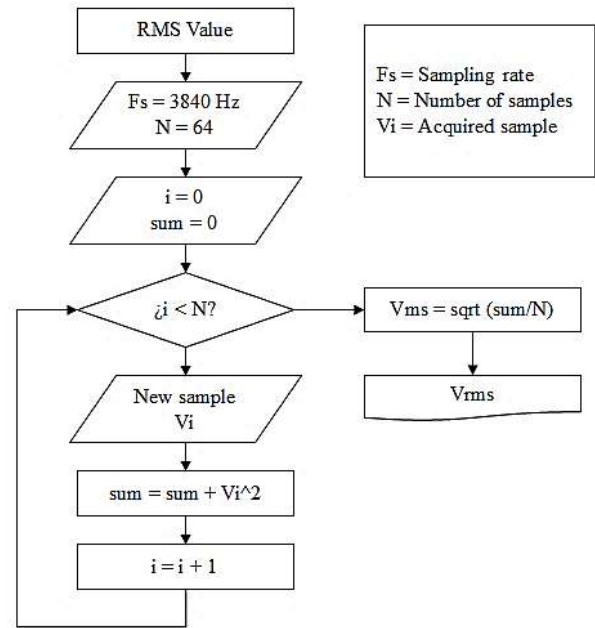 RMS Value
Fs = 3840 Hz
N = 64
i = 0
sum = 0
¿i < N?
New sample
Vi
sum = sum + Vi^2
i = i + 1
Fs = Sampling rate
N = Number of samples
Vi = Acquired sample
Vms = sqrt (sum/N)
Vrms